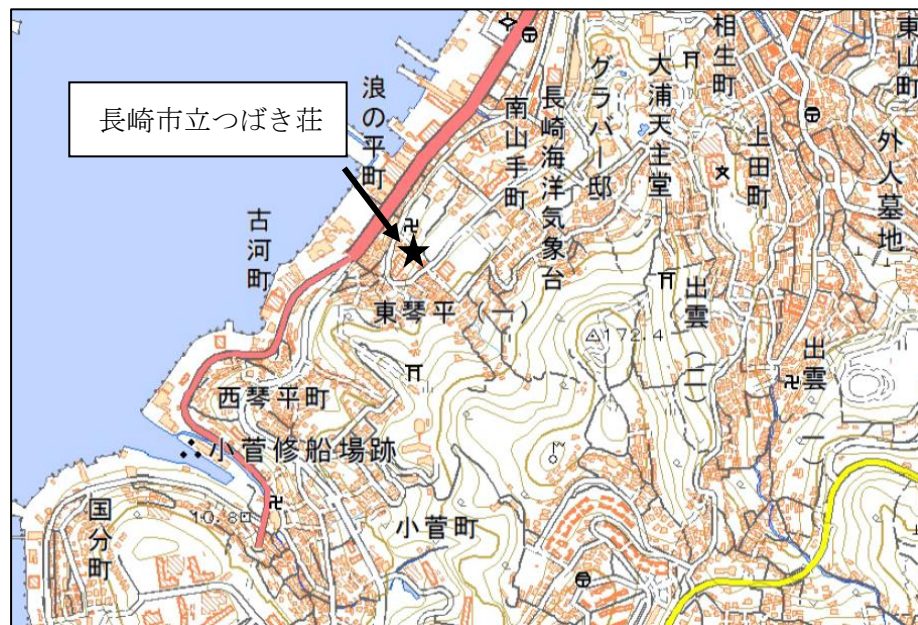 長崎市立つばき荘
浪の平町
南山手町
長崎海洋気象台
グラバー邸
大浦天主堂
相生町
上田町
東山町
外人墓地
古河町
東琴平(一)
172.4
出雲(二)
出雲(一)
西琴平町
小菅修船場跡
10.8
小菅町
国分町